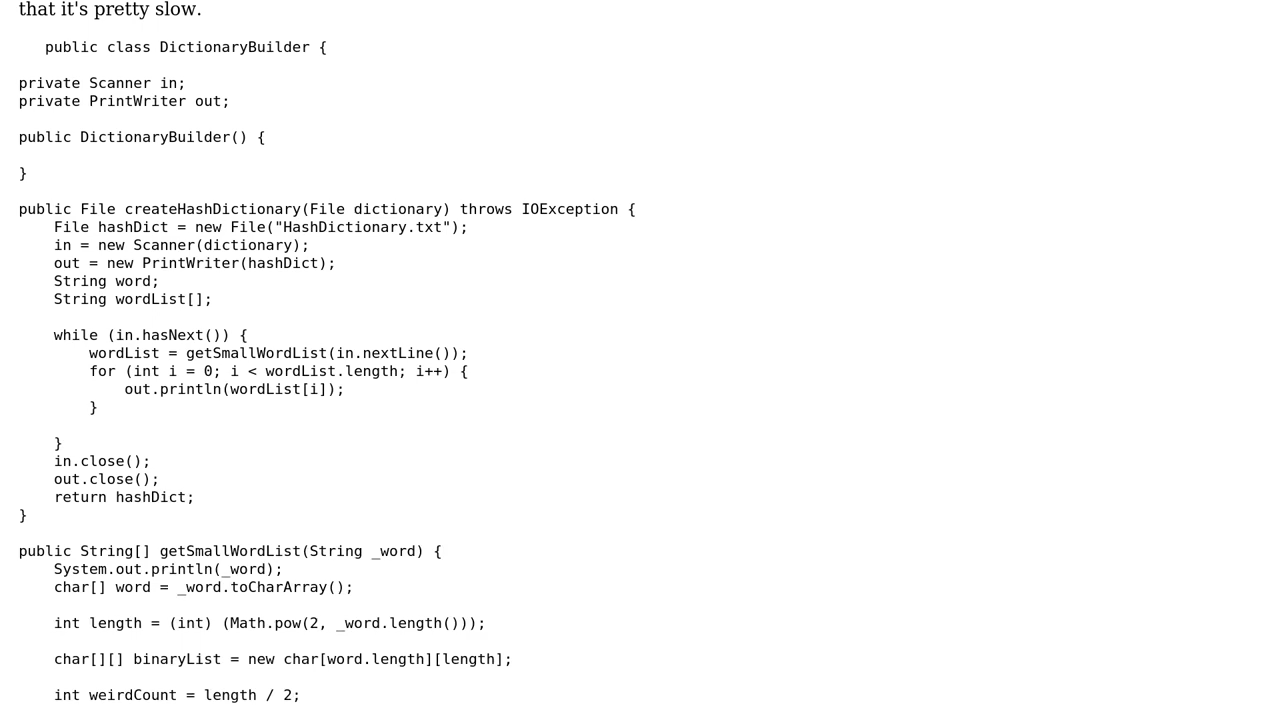 that it's pretty slow.
public class DictionaryBuilder {
private Scanner in;
private PrintWriter out;
public DictionaryBuilder() {
}
public File createHashDictionary(File dictionary) throws IOException {
    File hashDict = new File("HashDictionary.txt");
    in = new Scanner(dictionary);
    out = new PrintWriter(hashDict);
    String word;
    String wordList[];
    while (in.hasNext()) {
        wordList = getSmallWordList(in.nextLine());
        for (int i = 0; i < wordList.length; i++) {
            out.println(wordList[i]);
        }
    }
    in.close();
    out.close();
    return hashDict;
}
public String[] getSmallWordList(String _word) {
    System.out.println(_word);
    char[] word = _word.toCharArray();
    int length = (int) (Math.pow(2, _word.length()));
    char[][] binaryList = new char[word.length][length];
    int weirdCount = length / 2;